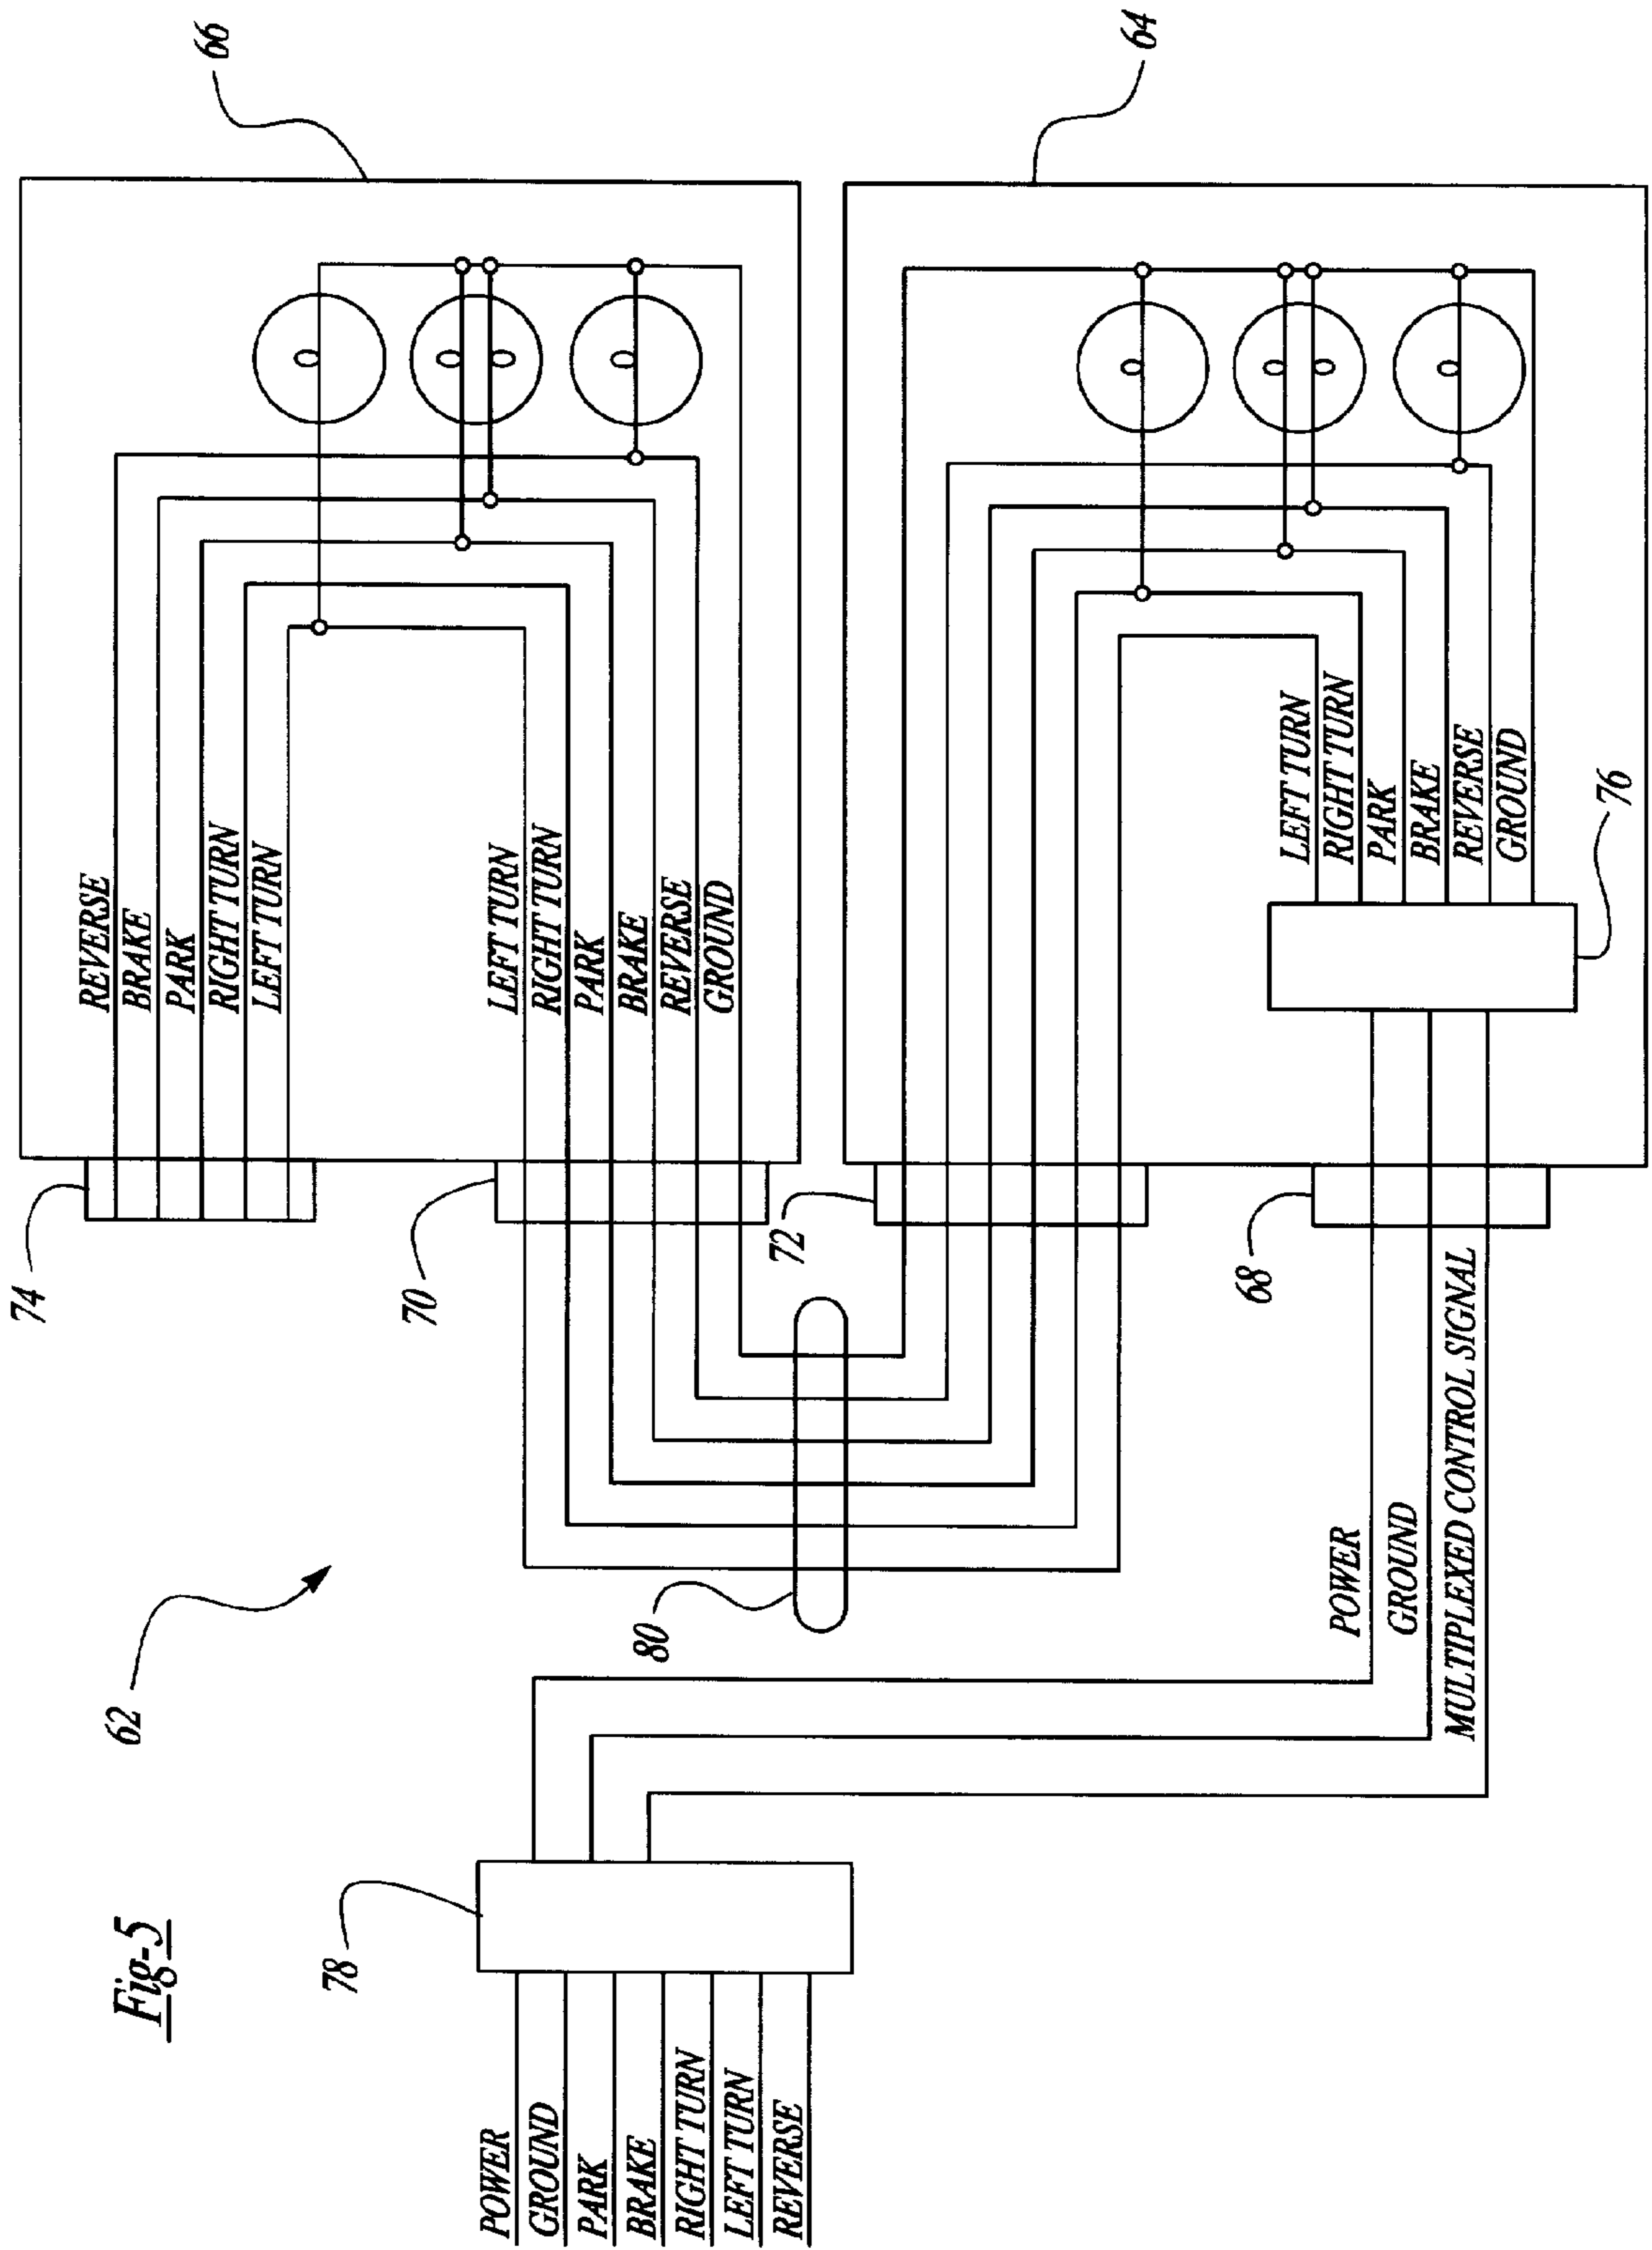 Fig-5
62
66
64
74
70
72
68
76
78
80
REVERSE
BRAKE
PARK
RIGHT TURN
LEFT TURN
LEFT TURN
RIGHT TURN
PARK
BRAKE
REVERSE
GROUND
LEFT TURN
RIGHT TURN
PARK
BRAKE
REVERSE
GROUND
POWER
GROUND
MULTIPLEXED CONTROL SIGNAL
POWER
GROUND
PARK
BRAKE
RIGHT TURN
LEFT TURN
REVERSE